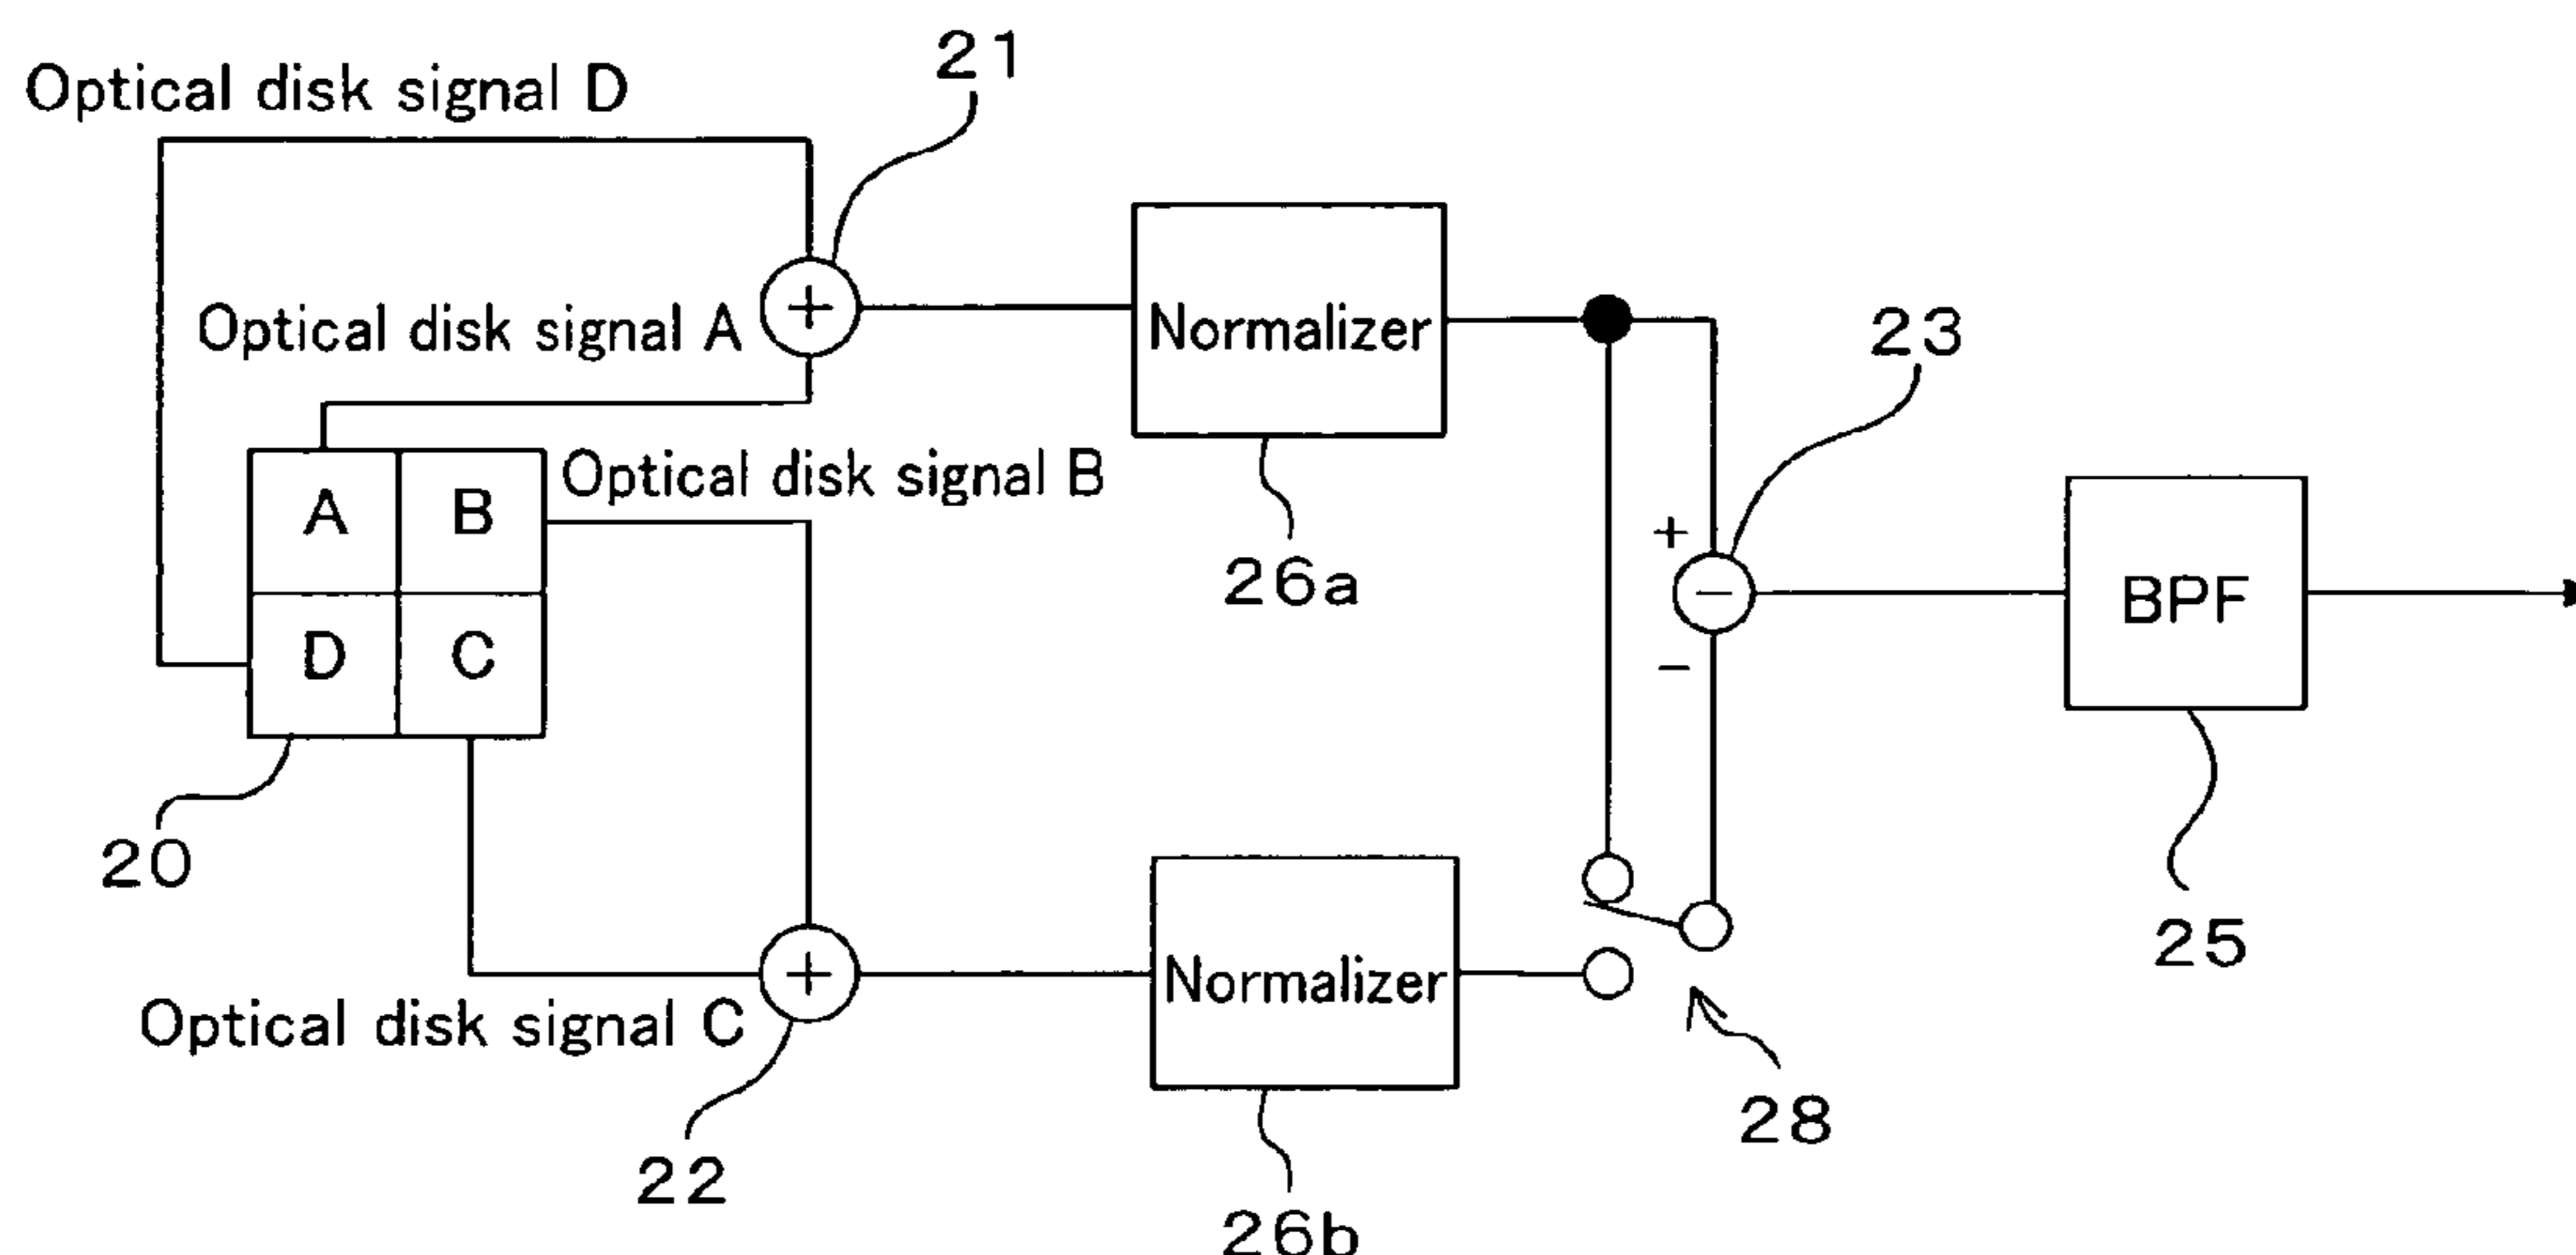 21
Optical disk signal D
Optical disk signal A
+
Normalizer
23
Optical disk signal B
A B
D C
26a
+
−
−
BPF
20
25
+
Normalizer
Optical disk signal C
28
22
26b